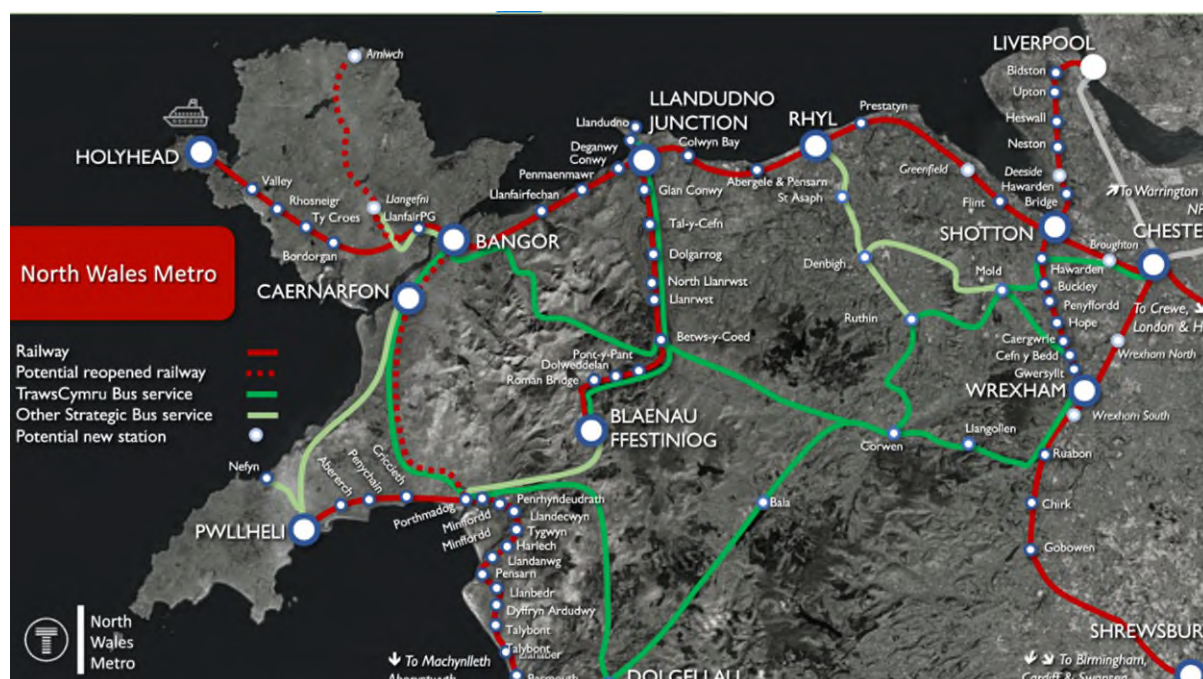 Amlwch
HOLYHEAD
Valley
Rhosneigr
Ty Croes
Bordorgan
Llangefni
LlanfairPG
BANGOR
Llanfairfechan
Penmaenmawr
Conwy
Deganwy
Llandudno
LLANDUDNO
JUNCTION
Colwyn Bay
Abergele & Pensarn
RHYL
Prestatyn
Greenfield
Flint
LIVERPOOL
Bidston
Upton
Heswall
Neston
Deeside
Hawarden
Bridge
SHOTTON
To Warrington
Broughton
CHESTE
St Asaph
Denbigh
Ruthin
Mold
Hawarden
Buckley
Penyffordd
Hope
Caergwrle
Cefn y Bedd
Gwersyllt
WREXHAM
Wrexham North
Wrexham South
To Crewe,
London & H
Glan Conwy
Tal-y-Cefn
Dolgarrog
North Llanrwst
Llanrwst
Betws-y-Coed
Pont-y-Pant
Dolweddelan
Roman Bridge
BLAENAU
FFESTINIOG
North Wales Metro
CAERNARFON
Railway
Potential reopened railway
TrawsCymru Bus service
Other Strategic Bus service
Potential new station
Nefyn
PWLLHELI
Abererch
Penychain
Criccieth
Porthmadog
Minffordd
Minffordd
Penrhyndeudrath
Llandecwyn
Tygwyn
Harlech
Llandanwg
Pensarn
Llanbedr
Dyffryn Ardudwy
Talybont
Talybont
Corwen
Llangollen
Ruabon
Bala
Chirk
Gobowen
SHREWSBUR
To Birmingham,
Cardiff & Swansea
To Machynlleth
Aberystwyth
DOLGELLAU
North
Wales
Metro